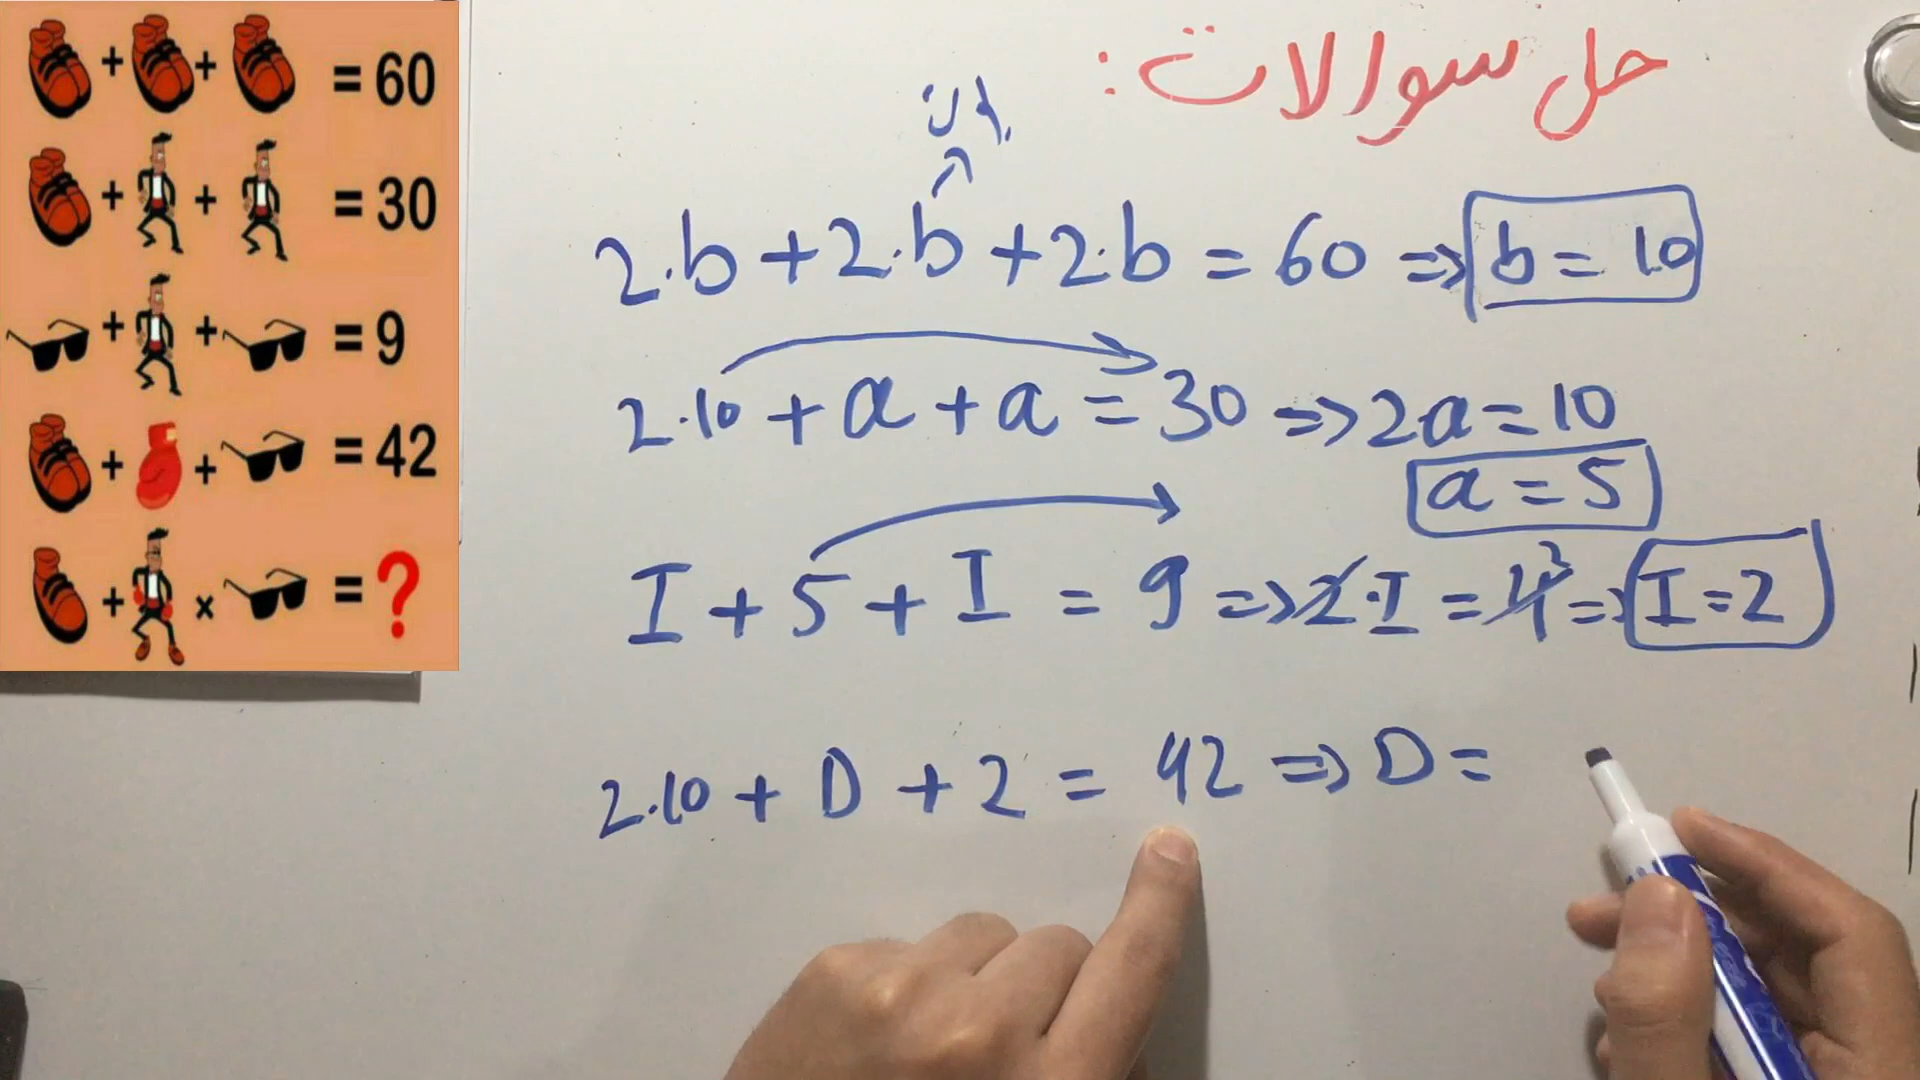 + + = 60
+ + = 30
+ + = 9
+ + = 42
+ × = ?
حل سوالات:
2·b + 2·b + 2·b = 60 => b = 10
2·10 + a + a = 30 => 2a = 10
a = 5
I + 5 + I = 9 => 2·I = 4 => I = 2
2·10 + D + 2 = 42 => D =